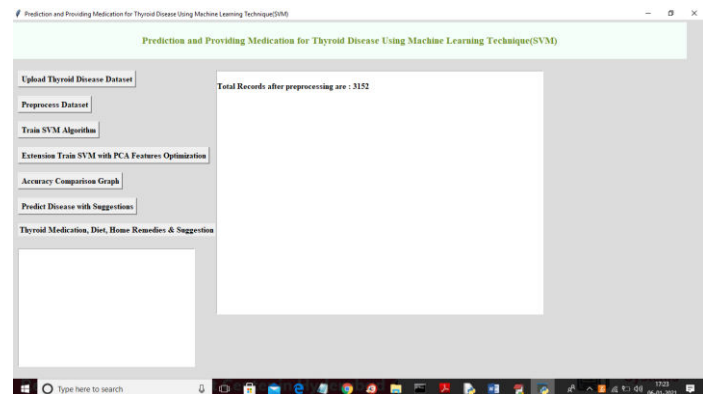 Prediction and Providing Medication for Thyroid Disease Using Machine Learning Technique(SVM)
Prediction and Providing Medication for Thyroid Disease Using Machine Learning Technique(SVM)
Upload Thyroid Disease Dataset
Total Records after preprocessing are : 3152
Preprocess Dataset
Train SVM Algorithm
Extension Train SVM with PCA Features Optimization
Accuracy Comparison Graph
Predict Disease with Suggestions
Thyroid Medication, Diet, Home Remedies & Suggestion
Type here to search
17:23
06-01-2021